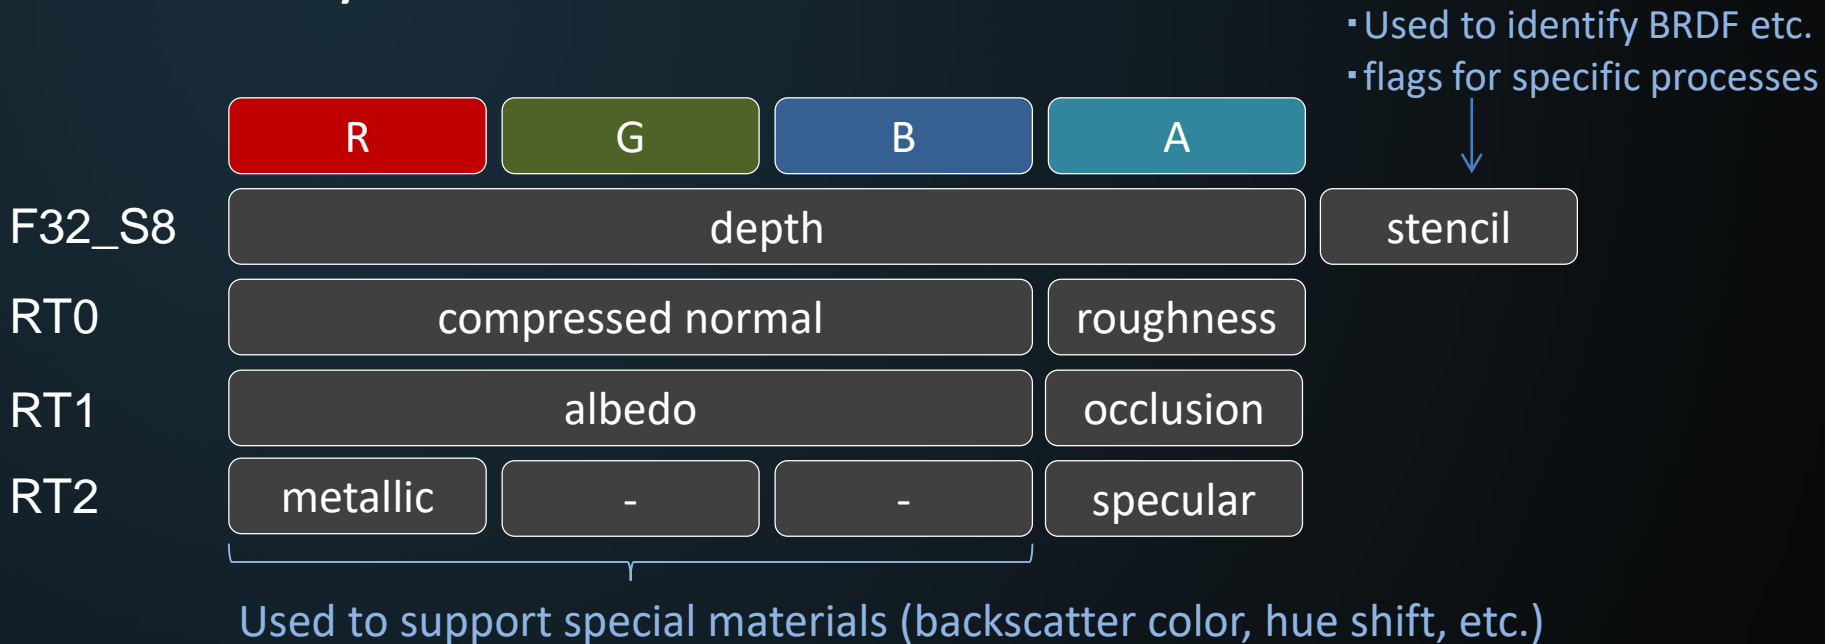 ・Used to identify BRDF etc.
・flags for specific processes
R G B A
F32_S8 depth stencil
RT0 compressed normal roughness
RT1 albedo occlusion
RT2 metallic - - specular
Used to support special materials (backscatter color, hue shift, etc.)